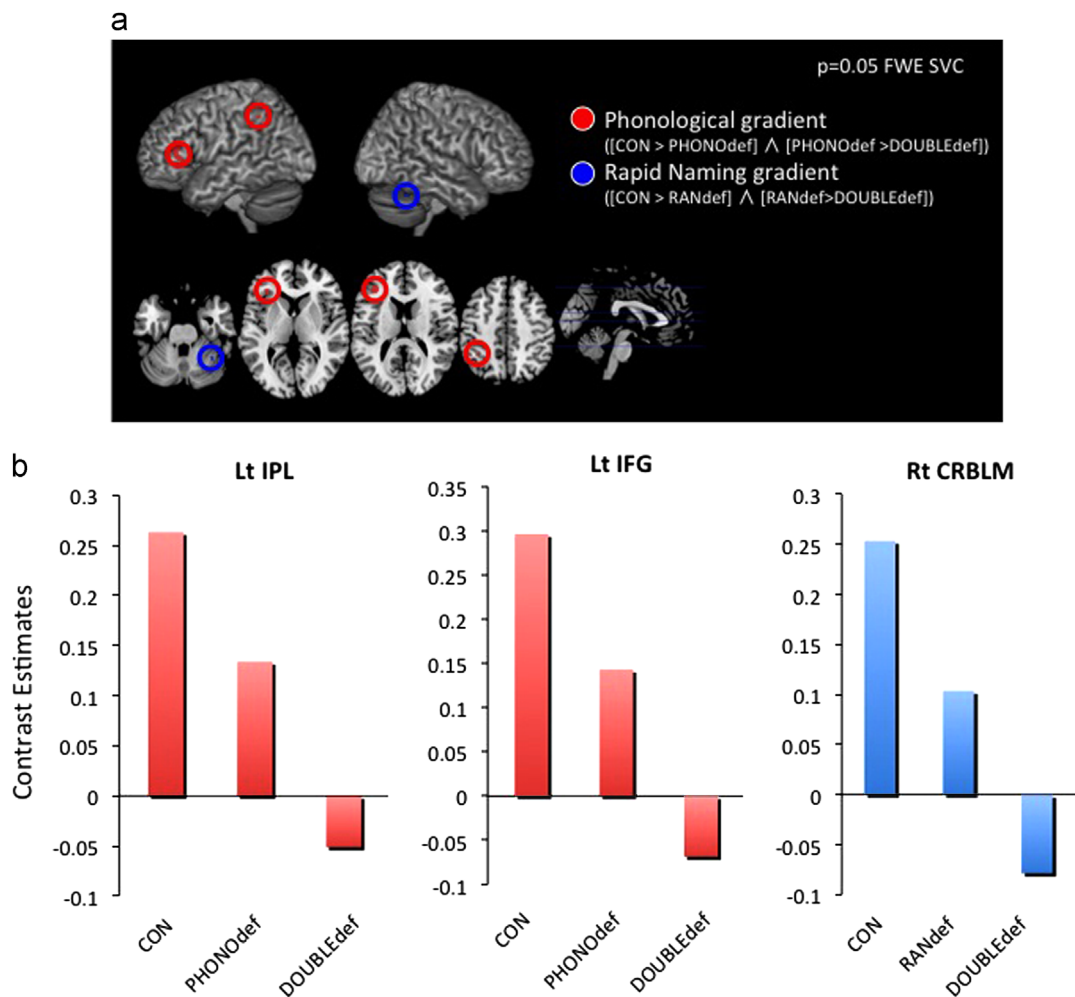 a
p=0.05 FWE SVC
Phonological gradient
([CON > PHONOdef] ∧ [PHONOdef >DOUBLEdef])
Rapid Naming gradient
([CON > RANdef] ∧ [RANdef>DOUBLEdef])
b
Lt IPL
Lt IFG
Rt CRBLM
Contrast Estimates
0.3
0.25
0.2
0.15
0.1
0.05
0
-0.05
-0.1
CON
PHONOdef
DOUBLEdef
0.35
0.3
0.25
0.2
0.15
0.1
0.05
0
-0.05
-0.1
CON
PHONOdef
DOUBLEdef
0.3
0.25
0.2
0.15
0.1
0.05
0
-0.05
-0.1
CON
RANdef
DOUBLEdef